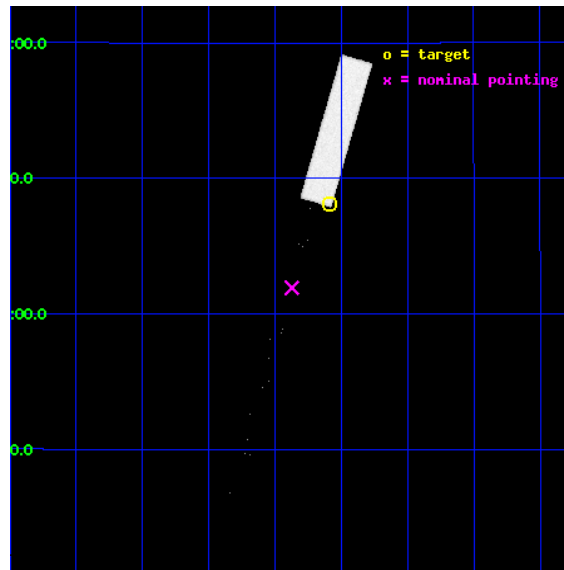 :00.0
o = target
x = nominal pointing
0.0
:00.0
0.0